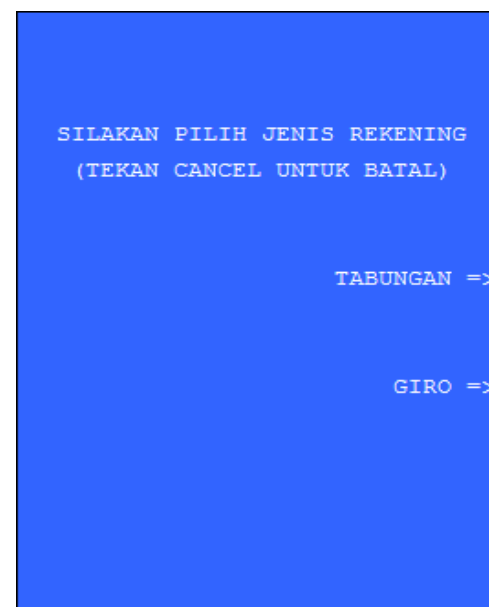 SILAKAN PILIH JENIS REKENING
(TEKAN CANCEL UNTUK BATAL)
TABUNGAN =>
GIRO =>